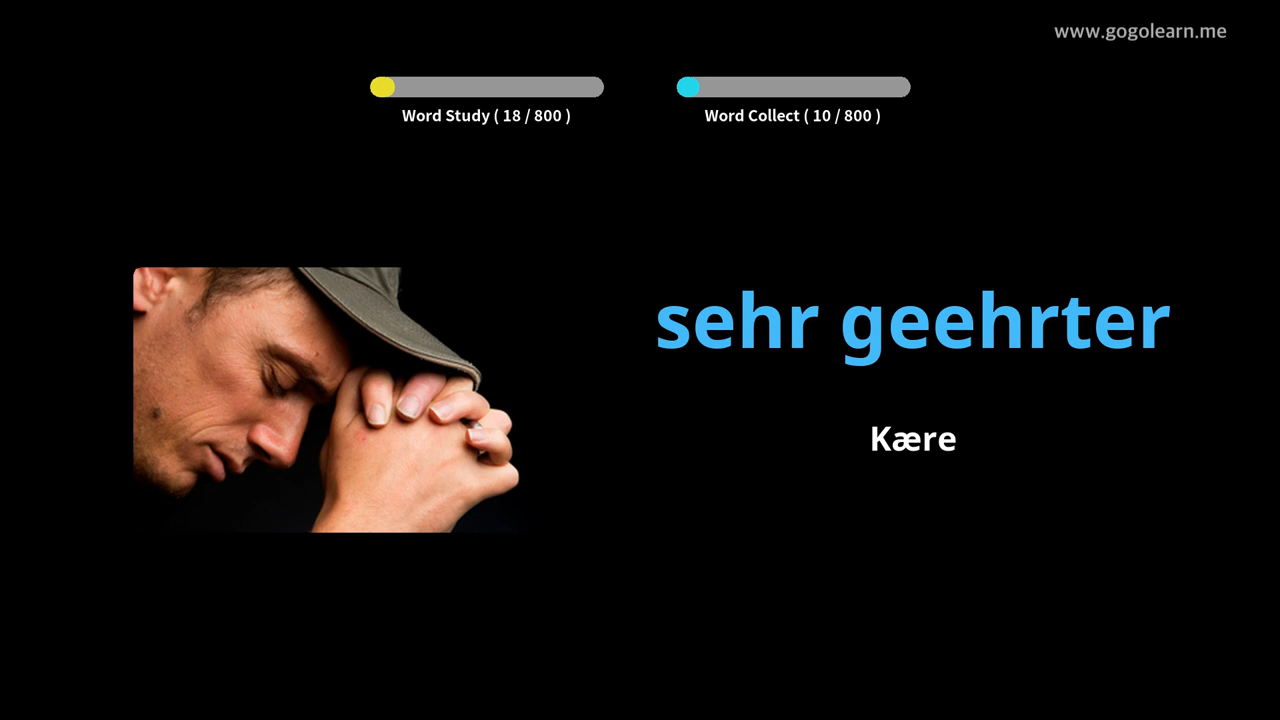 www.gogolearn.me
Word Study ( 18 / 800 )
Word Collect ( 10 / 800 )
sehr geehrter
Kære